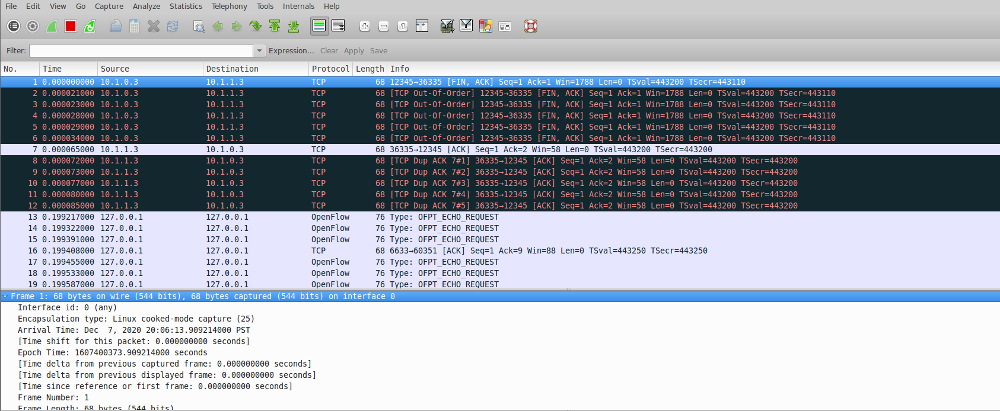 File Edit View Go Capture Analyze Statistics Telephony Tools Internals Help
Filter: Expression... Clear Apply Save
No. Time Source Destination Protocol Length Info
1 0.000000000 10.1.0.3 10.1.1.3 TCP 68 12345→36335 [FIN, ACK] Seq=1 Ack=1 Win=1788 Len=0 TSval=443200 TSecr=443110
2 0.000021000 10.1.0.3 10.1.1.3 TCP 68 [TCP Out-Of-Order] 12345→36335 [FIN, ACK] Seq=1 Ack=1 Win=1788 Len=0 TSval=443200 TSecr=443110
3 0.000023000 10.1.0.3 10.1.1.3 TCP 68 [TCP Out-Of-Order] 12345→36335 [FIN, ACK] Seq=1 Ack=1 Win=1788 Len=0 TSval=443200 TSecr=443110
4 0.000028000 10.1.0.3 10.1.1.3 TCP 68 [TCP Out-Of-Order] 12345→36335 [FIN, ACK] Seq=1 Ack=1 Win=1788 Len=0 TSval=443200 TSecr=443110
5 0.000029000 10.1.0.3 10.1.1.3 TCP 68 [TCP Out-Of-Order] 12345→36335 [FIN, ACK] Seq=1 Ack=1 Win=1788 Len=0 TSval=443200 TSecr=443110
6 0.000034000 10.1.0.3 10.1.1.3 TCP 68 [TCP Out-Of-Order] 12345→36335 [FIN, ACK] Seq=1 Ack=1 Win=1788 Len=0 TSval=443200 TSecr=443110
7 0.000065000 10.1.1.3 10.1.0.3 TCP 68 36335→12345 [ACK] Seq=1 Ack=2 Win=58 Len=0 TSval=443200 TSecr=443200
8 0.000072000 10.1.1.3 10.1.0.3 TCP 68 [TCP Dup ACK 7#1] 36335→12345 [ACK] Seq=1 Ack=2 Win=58 Len=0 TSval=443200 TSecr=443200
9 0.000073000 10.1.1.3 10.1.0.3 TCP 68 [TCP Dup ACK 7#2] 36335→12345 [ACK] Seq=1 Ack=2 Win=58 Len=0 TSval=443200 TSecr=443200
10 0.000077000 10.1.1.3 10.1.0.3 TCP 68 [TCP Dup ACK 7#3] 36335→12345 [ACK] Seq=1 Ack=2 Win=58 Len=0 TSval=443200 TSecr=443200
11 0.000080000 10.1.1.3 10.1.0.3 TCP 68 [TCP Dup ACK 7#4] 36335→12345 [ACK] Seq=1 Ack=2 Win=58 Len=0 TSval=443200 TSecr=443200
12 0.000085000 10.1.1.3 10.1.0.3 TCP 68 [TCP Dup ACK 7#5] 36335→12345 [ACK] Seq=1 Ack=2 Win=58 Len=0 TSval=443200 TSecr=443200
13 0.199217000 127.0.0.1 127.0.0.1 OpenFlow 76 Type: OFPT_ECHO_REQUEST
14 0.199322000 127.0.0.1 127.0.0.1 OpenFlow 76 Type: OFPT_ECHO_REQUEST
15 0.199391000 127.0.0.1 127.0.0.1 OpenFlow 76 Type: OFPT_ECHO_REQUEST
16 0.199408000 127.0.0.1 127.0.0.1 TCP 68 6633→60351 [ACK] Seq=1 Ack=9 Win=88 Len=0 TSval=443250 TSecr=443250
17 0.199455000 127.0.0.1 127.0.0.1 OpenFlow 76 Type: OFPT_ECHO_REQUEST
18 0.199533000 127.0.0.1 127.0.0.1 OpenFlow 76 Type: OFPT_ECHO_REQUEST
19 0.199587000 127.0.0.1 127.0.0.1 OpenFlow 76 Type: OFPT_ECHO_REQUEST
Frame 1: 68 bytes on wire (544 bits), 68 bytes captured (544 bits) on interface 0
Interface id: 0 (any)
Encapsulation type: Linux cooked-mode capture (25)
Arrival Time: Dec  7, 2020 20:06:13.909214000 PST
[Time shift for this packet: 0.000000000 seconds]
Epoch Time: 1607400373.909214000 seconds
[Time delta from previous captured frame: 0.000000000 seconds]
[Time delta from previous displayed frame: 0.000000000 seconds]
[Time since reference or first frame: 0.000000000 seconds]
Frame Number: 1
Frame Length: 68 bytes (544 bits)